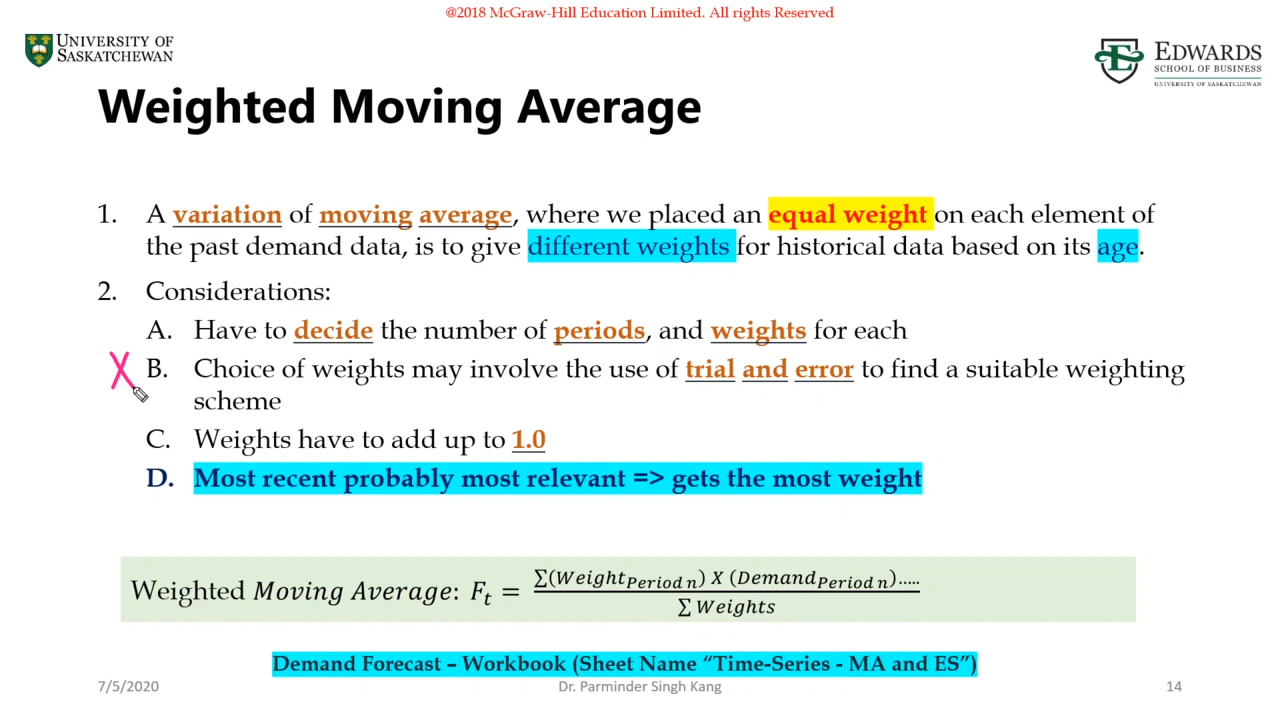 @2018 McGraw-Hill Education Limited. All rights Reserved
UNIVERSITY OF
SASKATCHEWAN
EDWARDS
SCHOOL OF BUSINESS
UNIVERSITY OF SASKATCHEWAN
Weighted Moving Average
1. A variation of moving average, where we placed an equal weight on each element of
the past demand data, is to give different weights for historical data based on its age.
2. Considerations:
A. Have to decide the number of periods, and weights for each
B. Choice of weights may involve the use of trial and error to find a suitable weighting
scheme
C. Weights have to add up to 1.0
D. Most recent probably most relevant => gets the most weight
Weighted Moving Average: F_t = ∑(Weight_Period n) X (Demand_Period n)..... / ∑ Weights
Demand Forecast – Workbook (Sheet Name “Time-Series - MA and ES”)
7/5/2020 Dr. Parminder Singh Kang 14